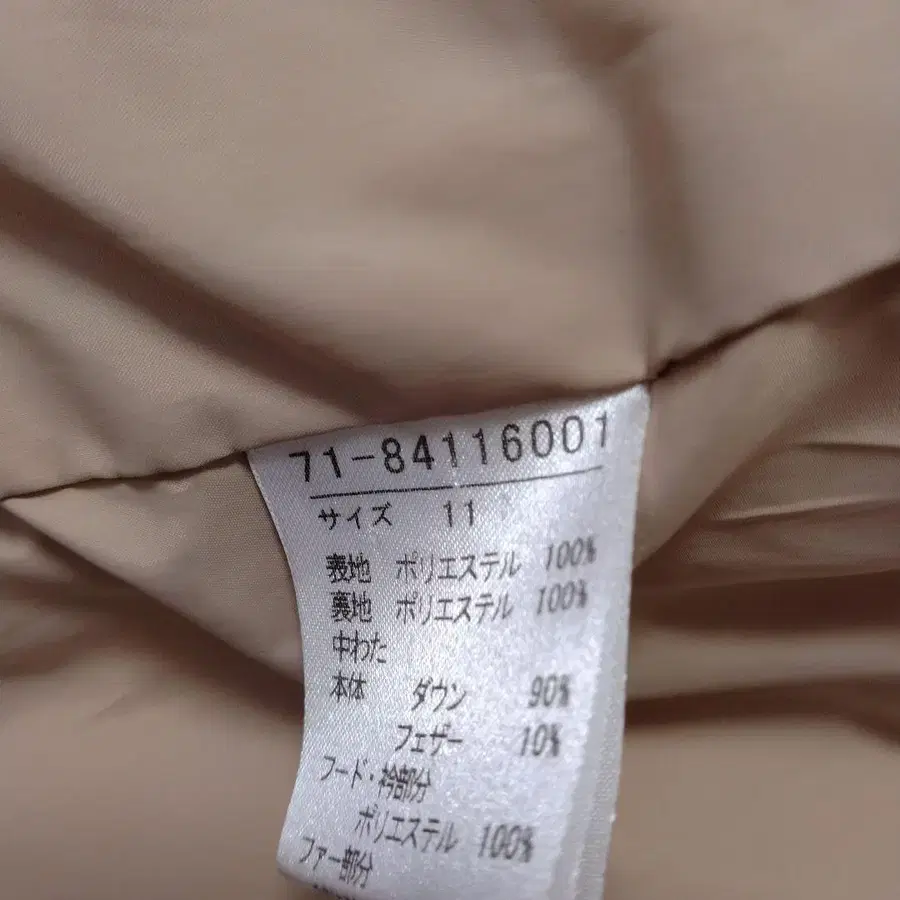 71-84116001
サイズ 11
表地 ポリエステル 100%
裏地 ポリエステル 100%
中わた
本体 ダウン 90%
フェザー 10%
フード・衿部分
ポリエステル 100%
ファー部分